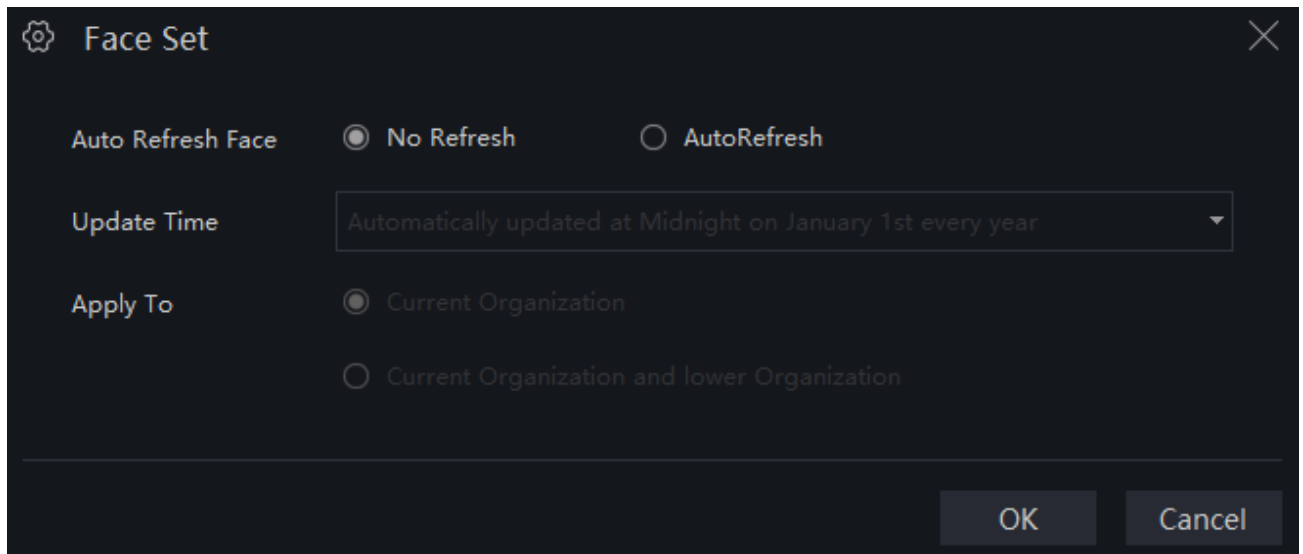 Face Set
Auto Refresh Face No Refresh AutoRefresh
Update Time Automatically updated at Midnight on January 1st every year
Apply To Current Organization
Current Organization and lower Organization
OK Cancel